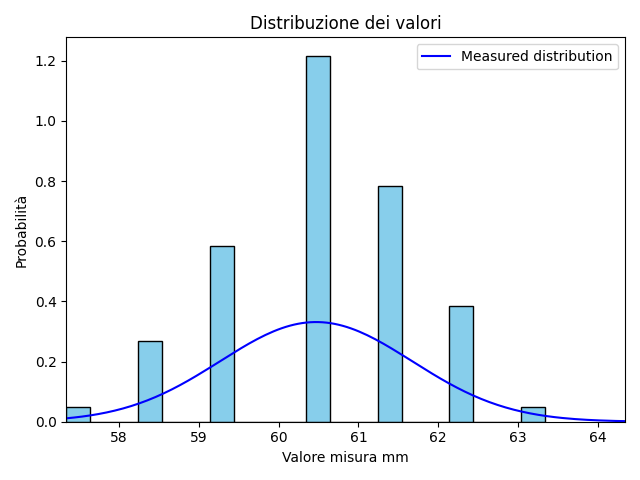 Distribuzione dei valori
Measured distribution
Probabilità
1.2
1.0
0.8
0.6
0.4
0.2
0.0
58 59 60 61 62 63 64
Valore misura mm